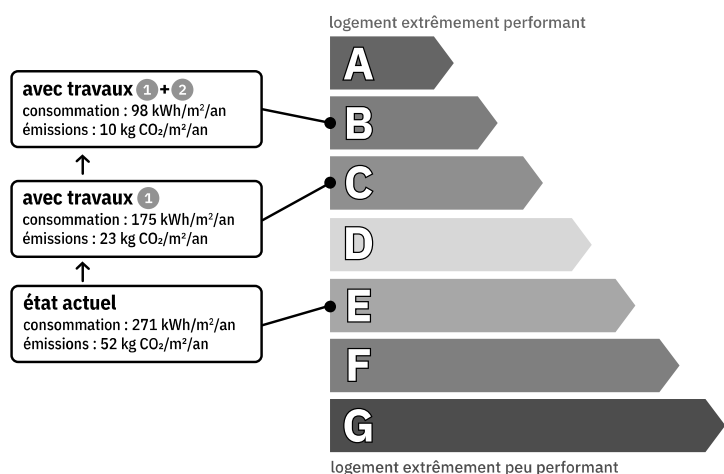 logement extrêmement performant
A
avec travaux 1 + 2
consommation : 98 kWh/m²/an
émissions : 10 kg CO₂/m²/an
B
avec travaux 1
consommation : 175 kWh/m²/an
émissions : 23 kg CO₂/m²/an
C
D
état actuel
consommation : 271 kWh/m²/an
émissions : 52 kg CO₂/m²/an
E
F
G
logement extrêmement peu performant